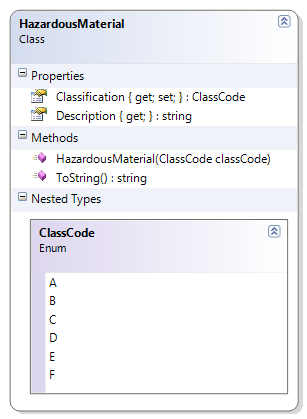 HazardousMaterial
Class
Properties
Classification { get; set; } : ClassCode
Description { get; } : string
Methods
HazardousMaterial(ClassCode classCode)
ToString() : string
Nested Types
ClassCode
Enum
A
B
C
D
E
F